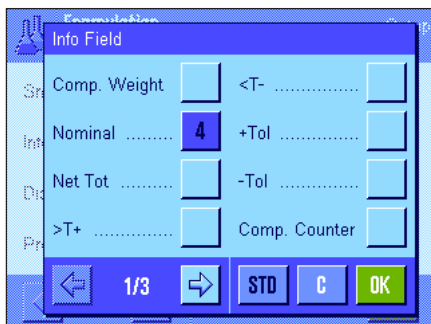 Formulation
Info Field
Comp. Weight
<T- ...............
Nominal ......... 4
+Tol ..............
Net Tot ..........
-Tol ..............
>T+ ..............
Comp. Counter
1/3 STD C OK